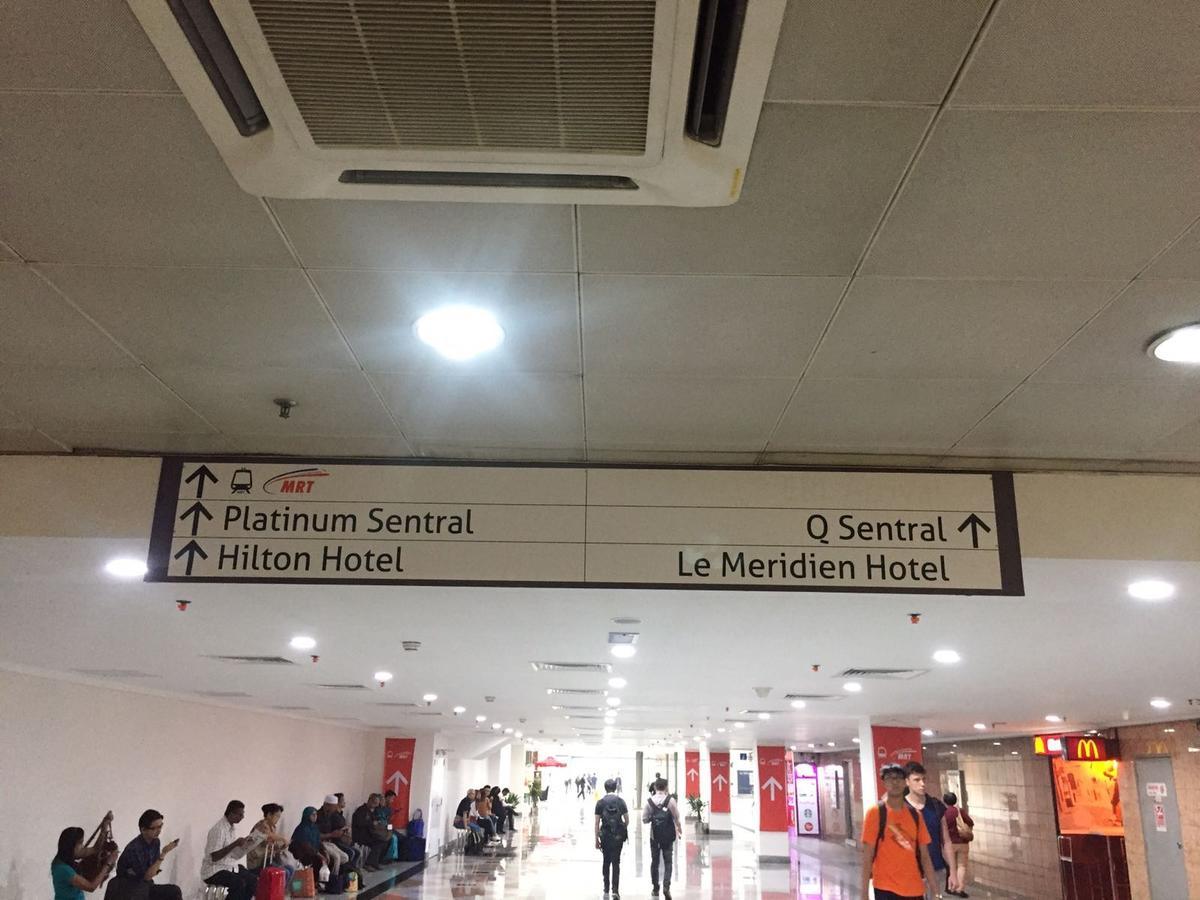 MRT
Platinum Sentral
Hilton Hotel
Q Sentral
Le Meridien Hotel